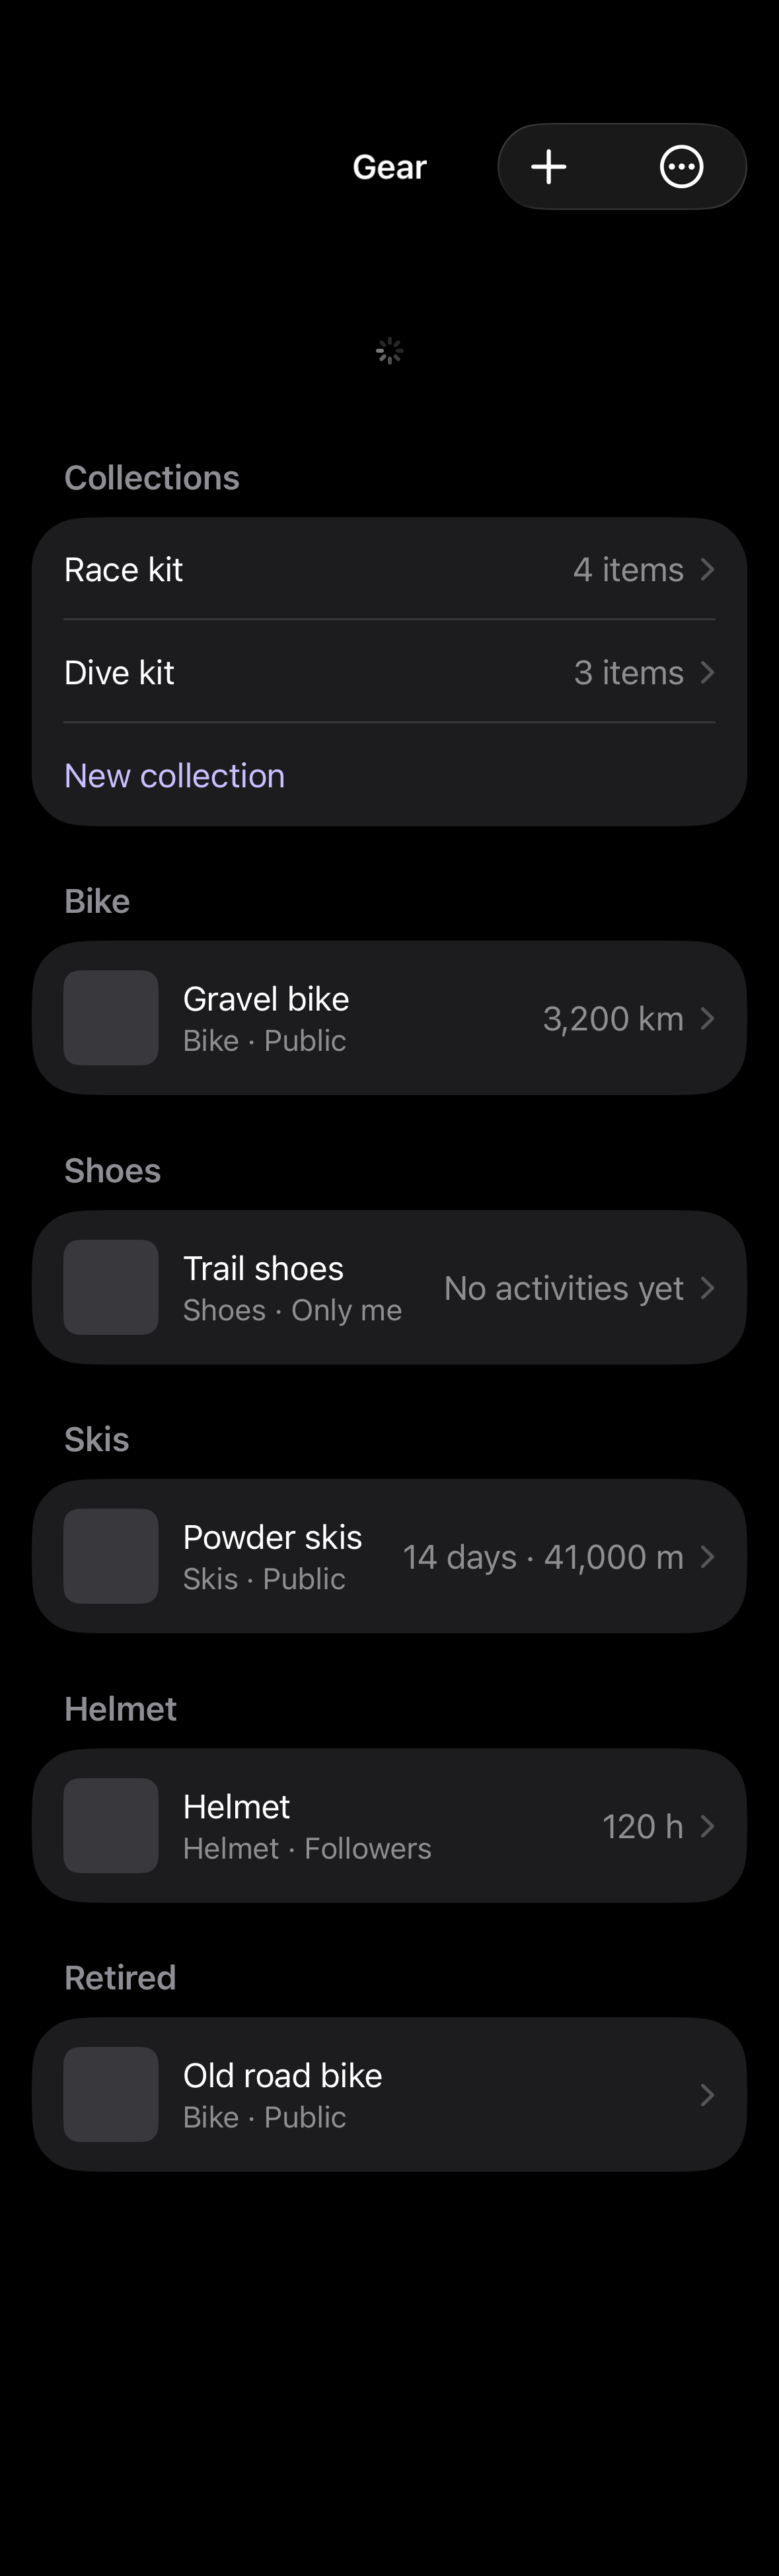 Gear
Collections
Race kit 4 items
Dive kit 3 items
New collection
Bike
Gravel bike
3,200 km
Bike · Public
Shoes
Trail shoes
No activities yet
Shoes · Only me
Skis
Powder skis
14 days · 41,000 m
Skis · Public
Helmet
Helmet
120 h
Helmet · Followers
Retired
Old road bike
Bike · Public